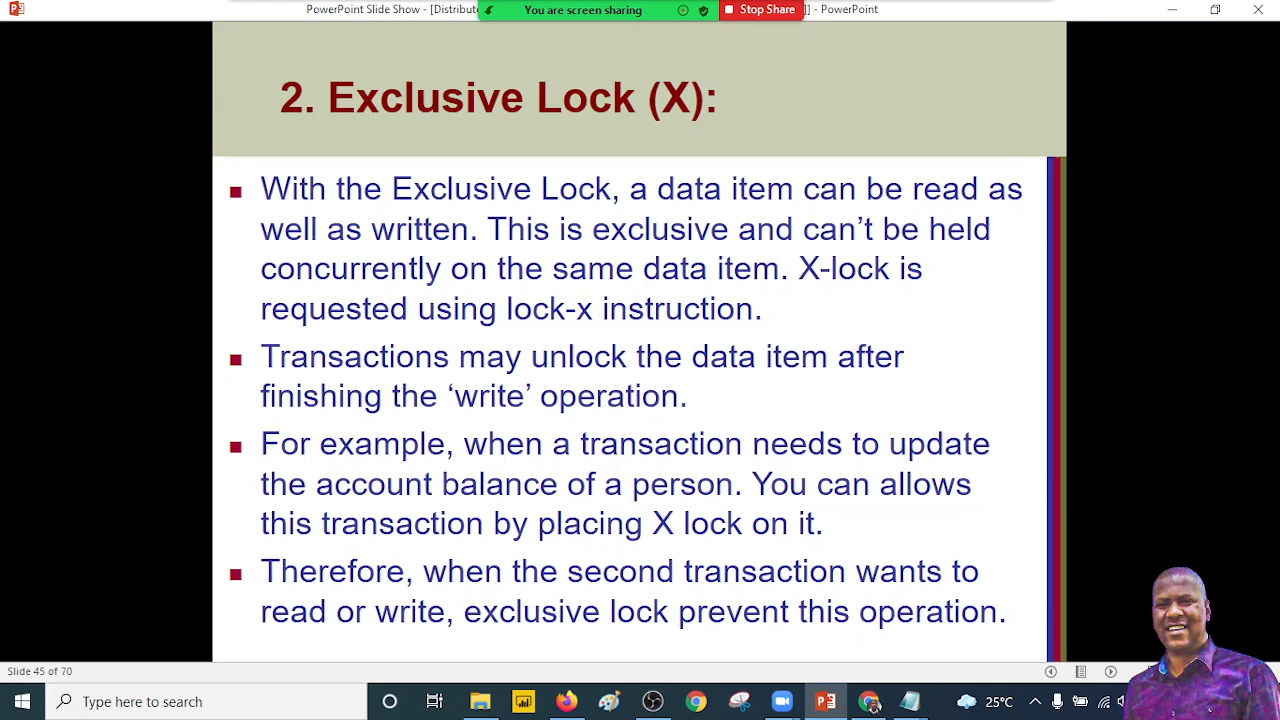 PowerPoint Slide Show - [Distribut
You are screen sharing
Stop Share
]] - PowerPoint
2. Exclusive Lock (X):
With the Exclusive Lock, a data item can be read as
well as written. This is exclusive and can’t be held
concurrently on the same data item. X-lock is
requested using lock-x instruction.
Transactions may unlock the data item after
finishing the ‘write’ operation.
For example, when a transaction needs to update
the account balance of a person. You can allows
this transaction by placing X lock on it.
Therefore, when the second transaction wants to
read or write, exclusive lock prevent this operation.
Slide 45 of 70
Type here to search
25°C